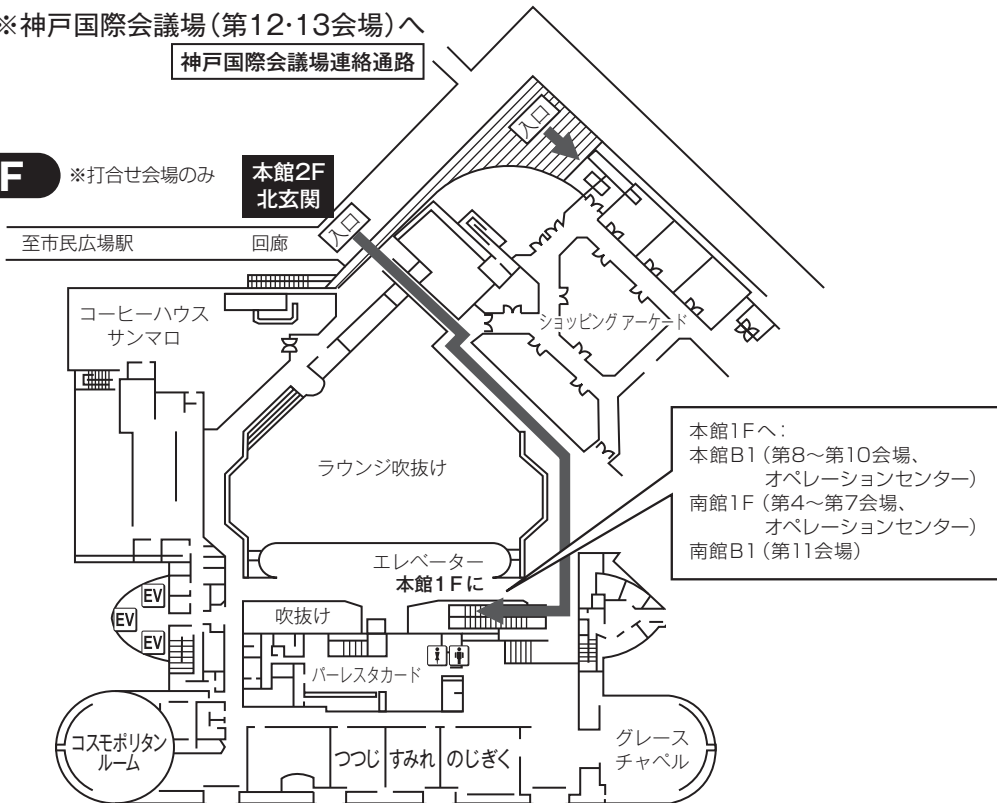 ※神戸国際会議場（第12・13会場）へ
神戸国際会議場連絡通路
入口
F
※打合せ会場のみ
本館2F
北玄関
入口
至市民広場駅
回廊
コーヒーハウス
サンマロ
ショッピング アーケード
本館1Fへ：
本館B1（第8〜第10会場、
オペレーションセンター）
南館1F（第4〜第7会場、
オペレーションセンター）
南館B1（第11会場）
ラウンジ吹抜け
エレベーター
本館1Fに
吹抜け
EV
EV
EV
パーレスタカード
コスモポリタン
ルーム
つつじ
すみれ
のじぎく
グレース
チャペル